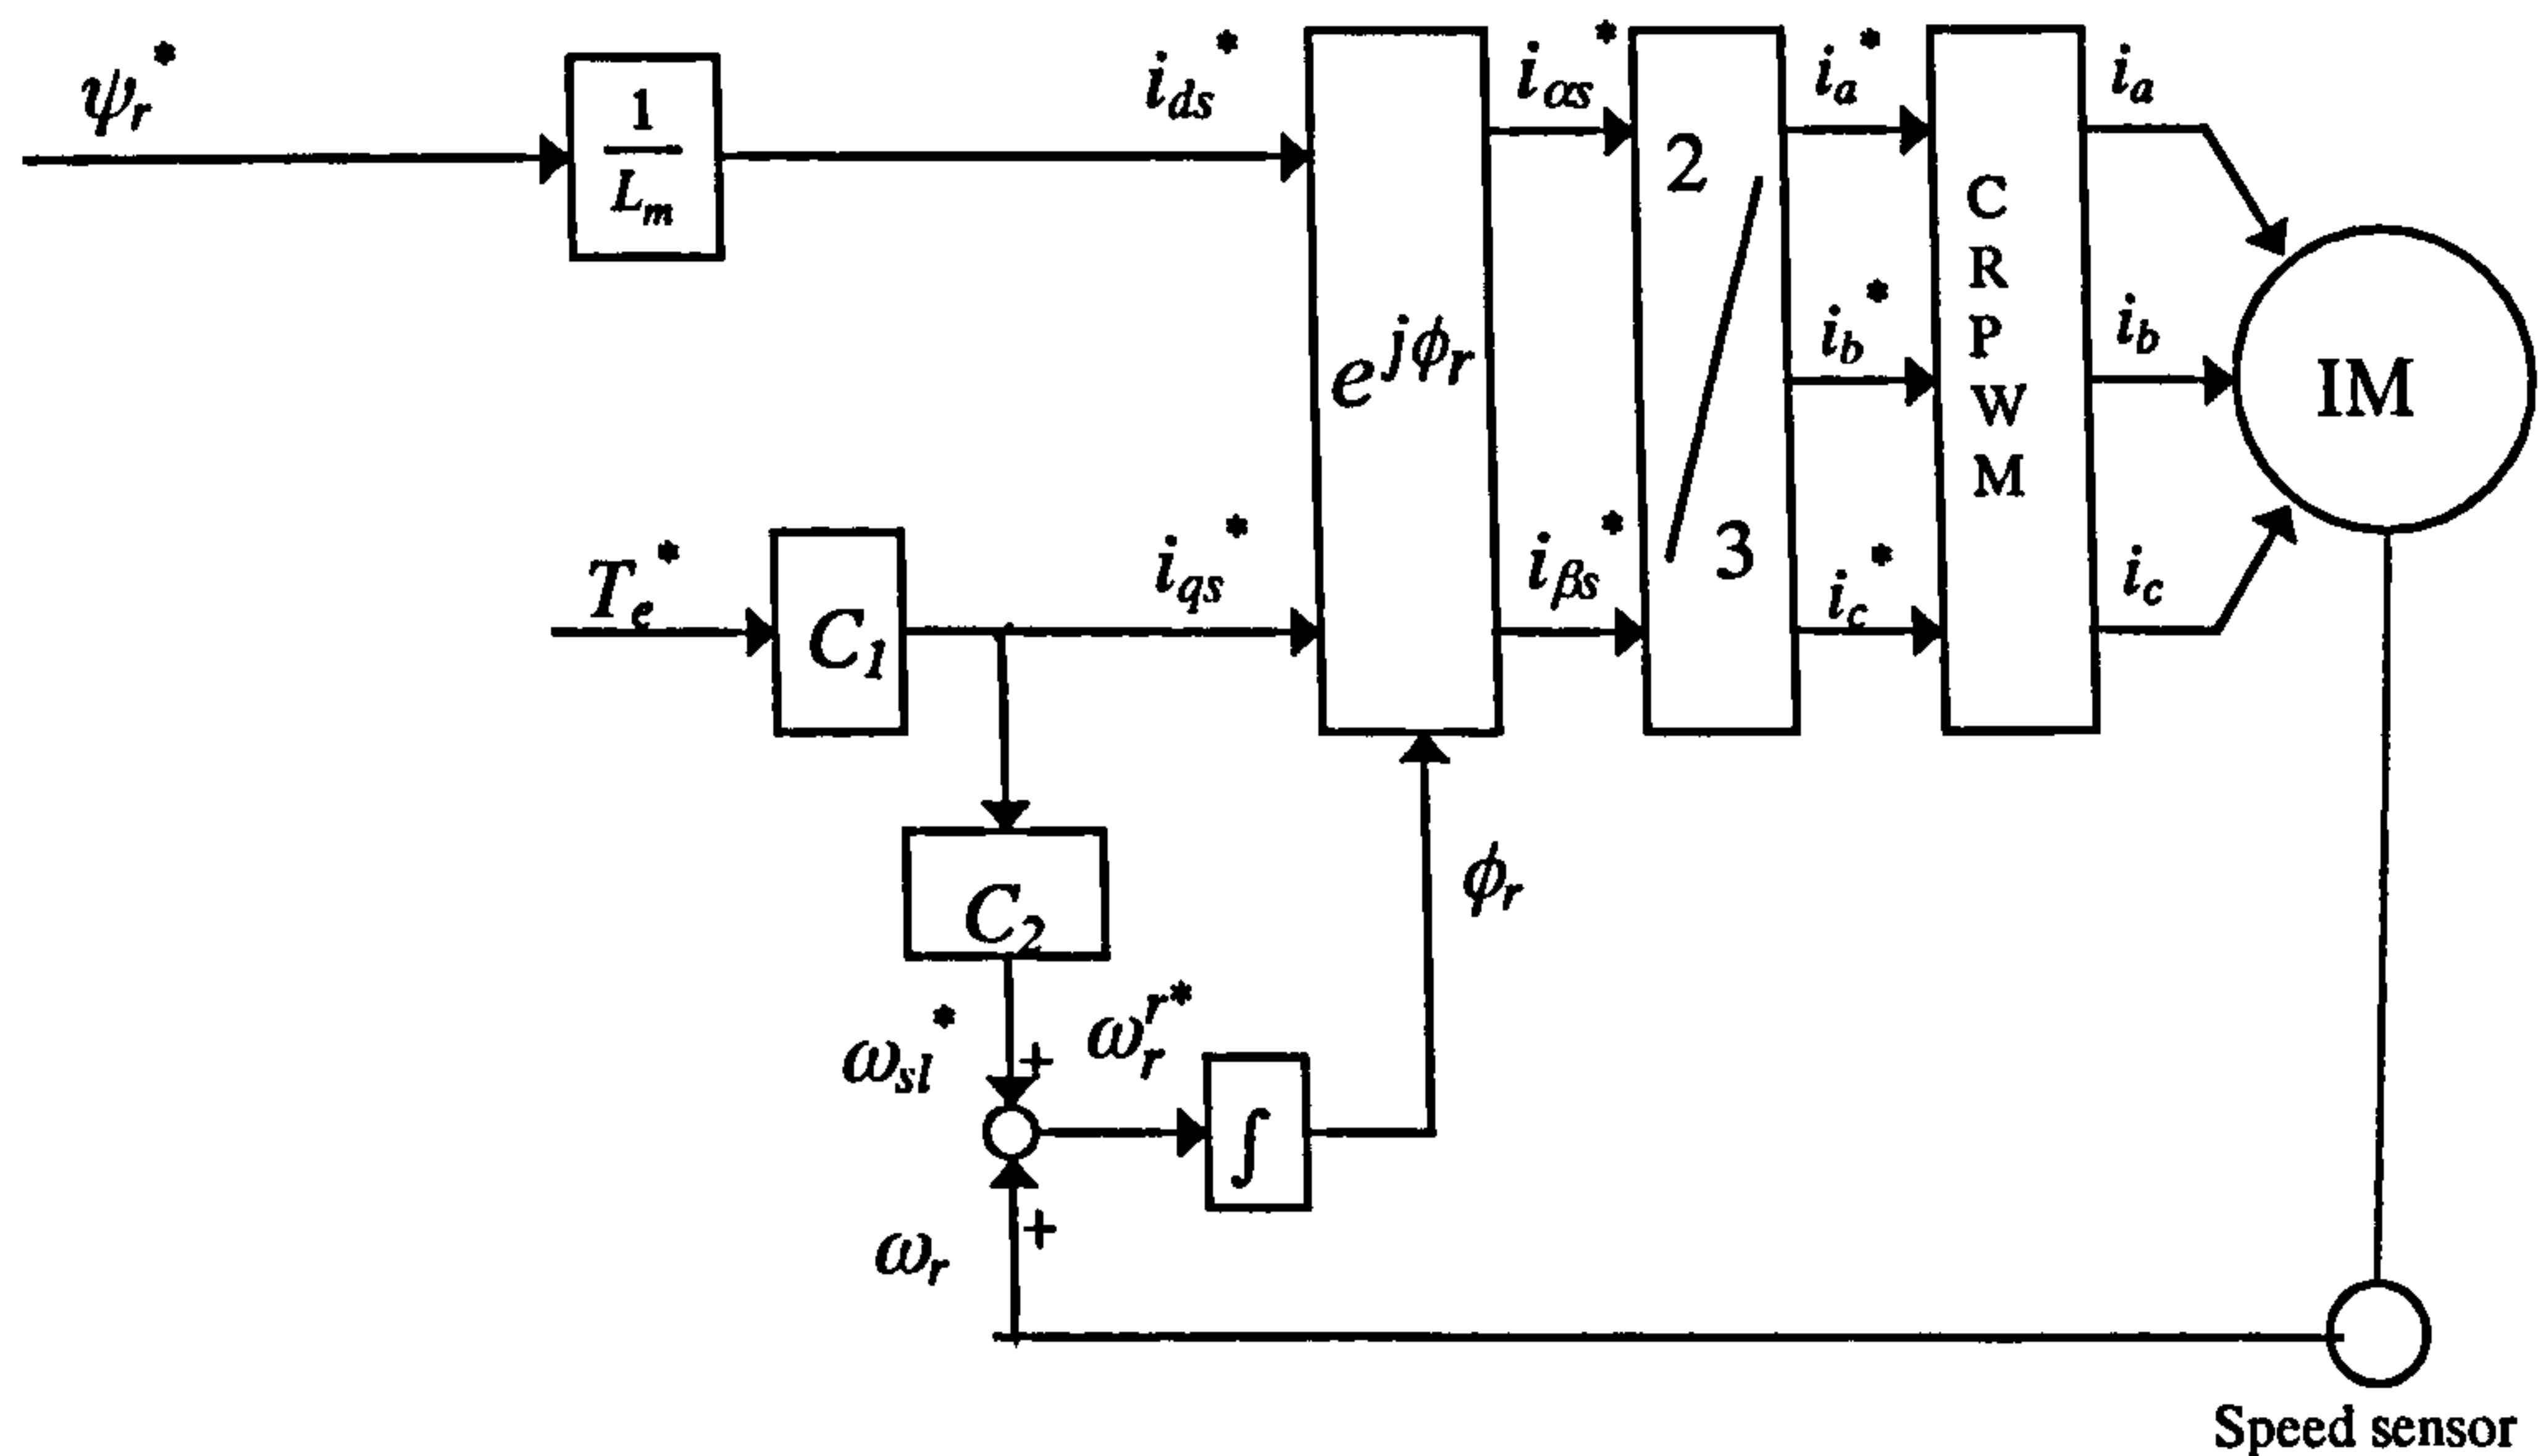 ψr*
1
Lm
ids*
e^jφr
iαs*
2
3
ia*
C
R
P
W
M
ia
ib*
ib
IM
Te*
C1
iqs*
iβs*
ic*
ic
C2
φr
ωsl*
+
ωr^r*
∫
ωr
+
Speed sensor